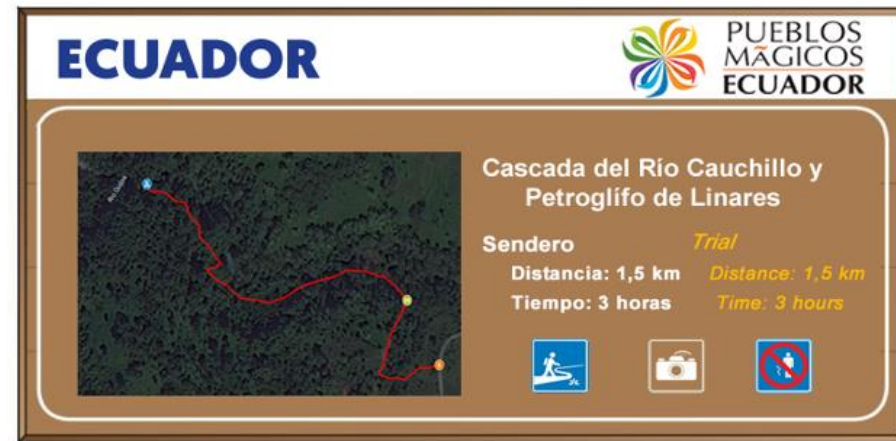 ECUADOR
PUEBLOS
MÃGICOS
ECUADOR
Cascada del Río Cauchillo y
Petroglífo de Linares
Sendero
Trial
Distancia: 1,5 km
Distance: 1,5 km
Tiempo: 3 horas
Time: 3 hours